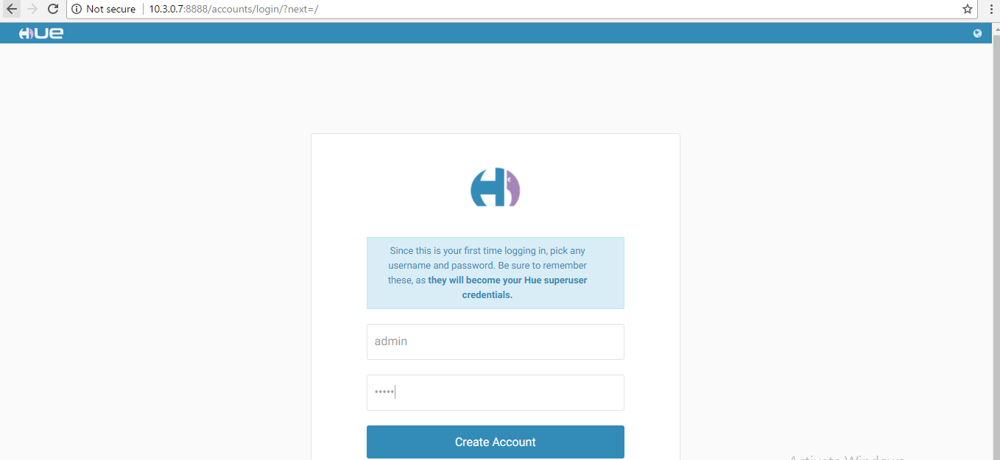 Not secure
10.3.0.7:8888/accounts/login/?next=/
HUE
Since this is your first time logging in, pick any
username and password. Be sure to remember
these, as they will become your Hue superuser
credentials.
admin
•••••
Create Account
Activate Windows